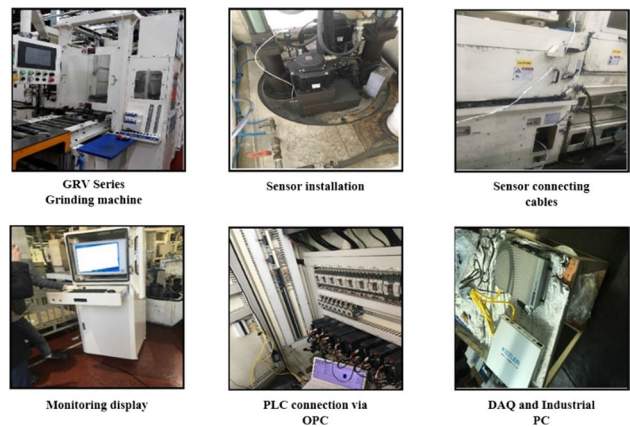 GRV Series
Grinding machine
Sensor installation
Sensor connecting
cables
Monitoring display
PLC connection via
OPC
DAQ and Industrial
PC